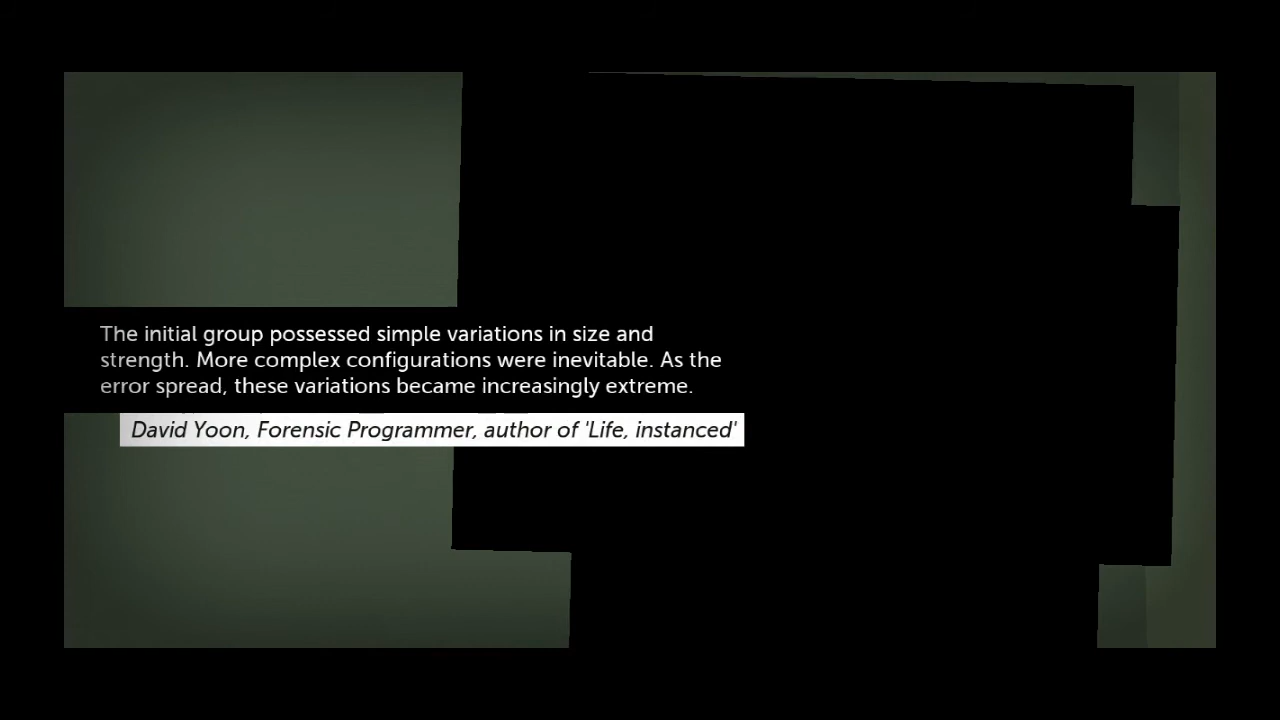 The initial group possessed simple variations in size and
strength. More complex configurations were inevitable. As the
error spread, these variations became increasingly extreme.
David Yoon, Forensic Programmer, author of 'Life, instanced'